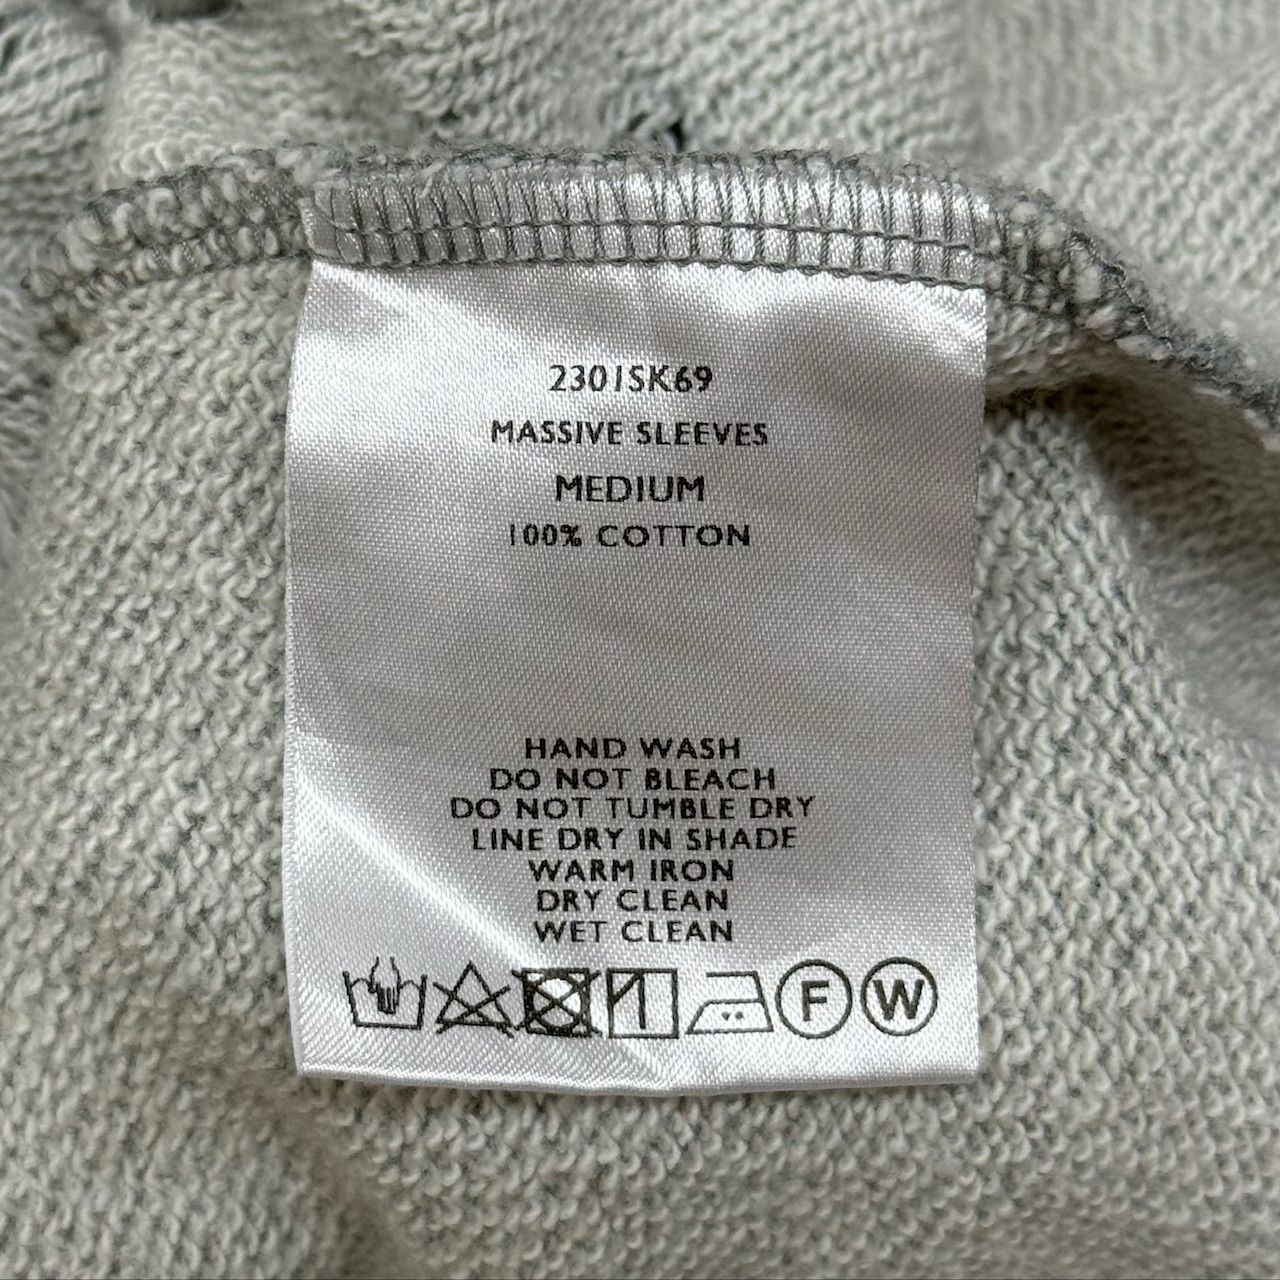 2301SK69
MASSIVE SLEEVES
MEDIUM
100% COTTON
HAND WASH
DO NOT BLEACH
DO NOT TUMBLE DRY
LINE DRY IN SHADE
WARM IRON
DRY CLEAN
WET CLEAN
F W